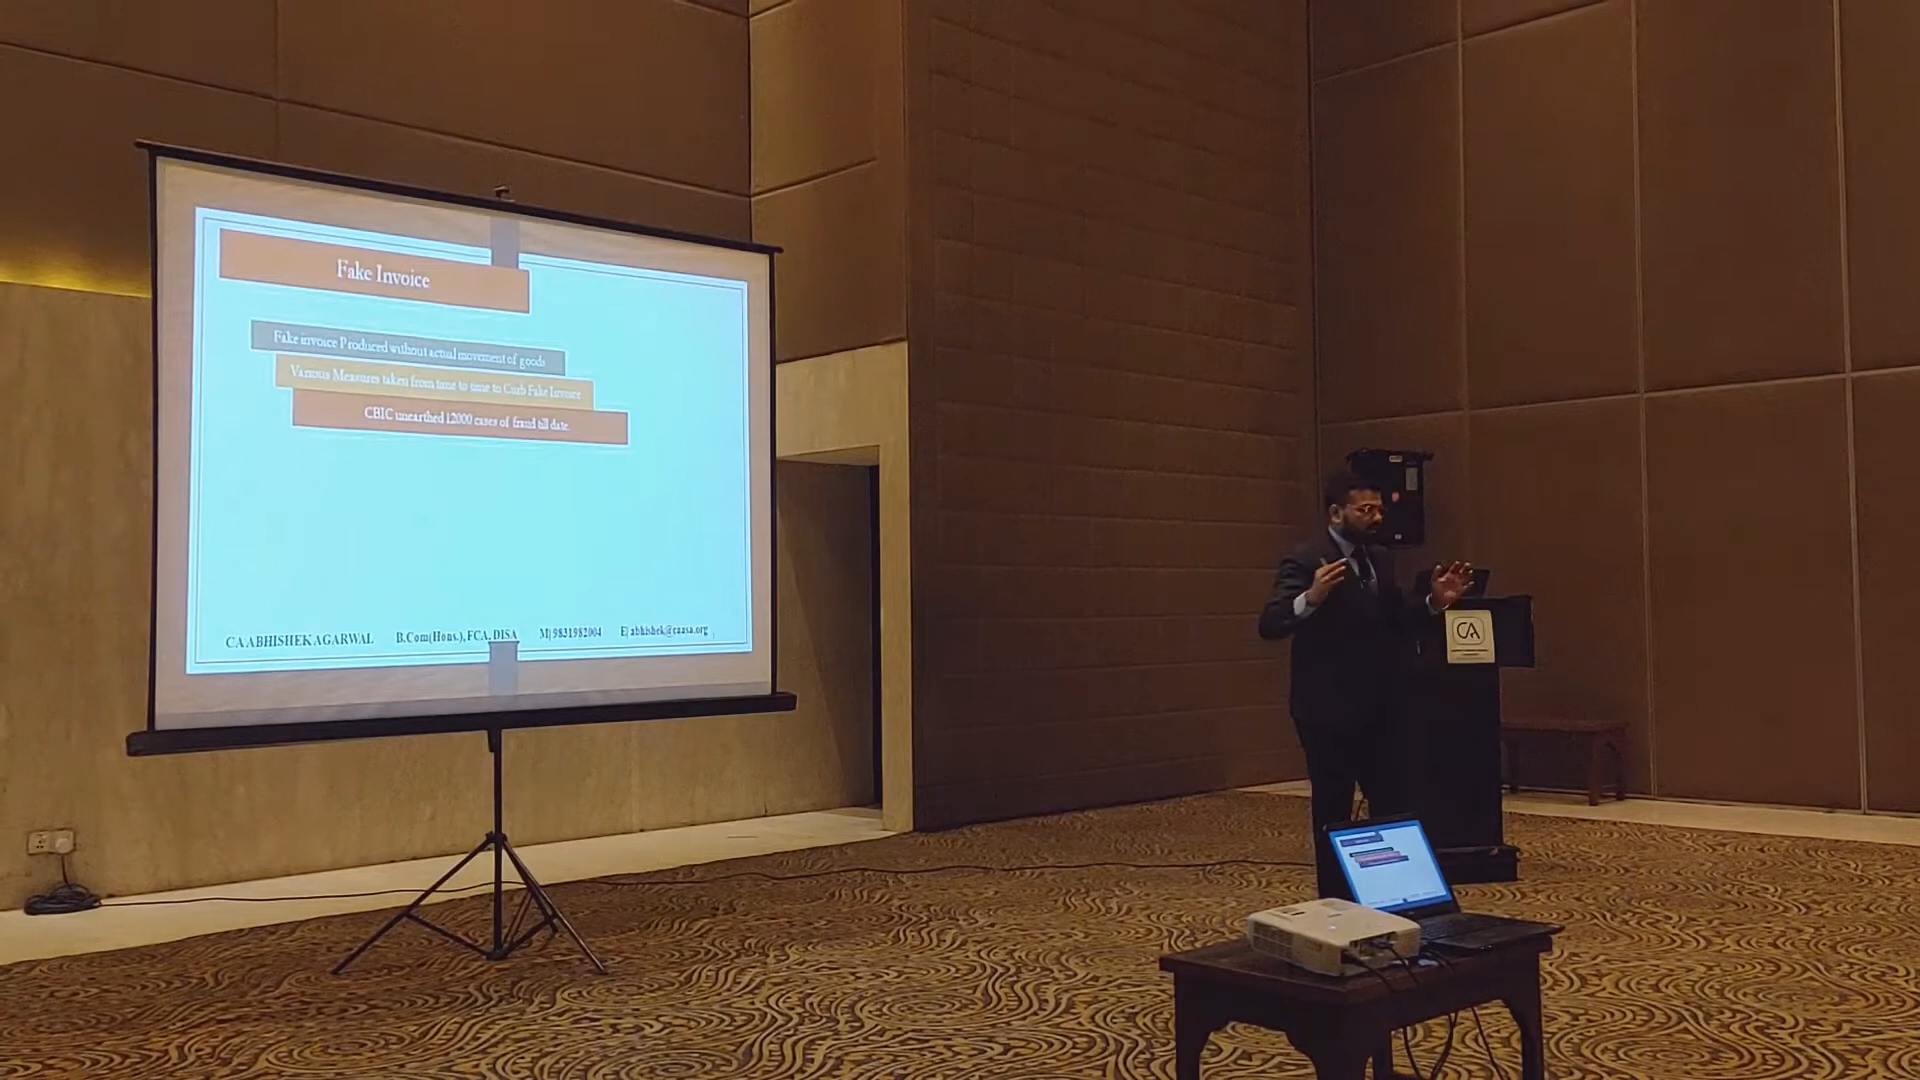 Fake Invoice
Fake invoice Produced without actual movement of goods
Various Measures taken from time to time to Curb Fake Invoice
CBIC unearthed 12000 cases of fraud till date.
CA ABHISHEK AGARWAL B.Com(Hons.), FCA, DISA M|9831982004 E|abhishek@caasa.org
CA